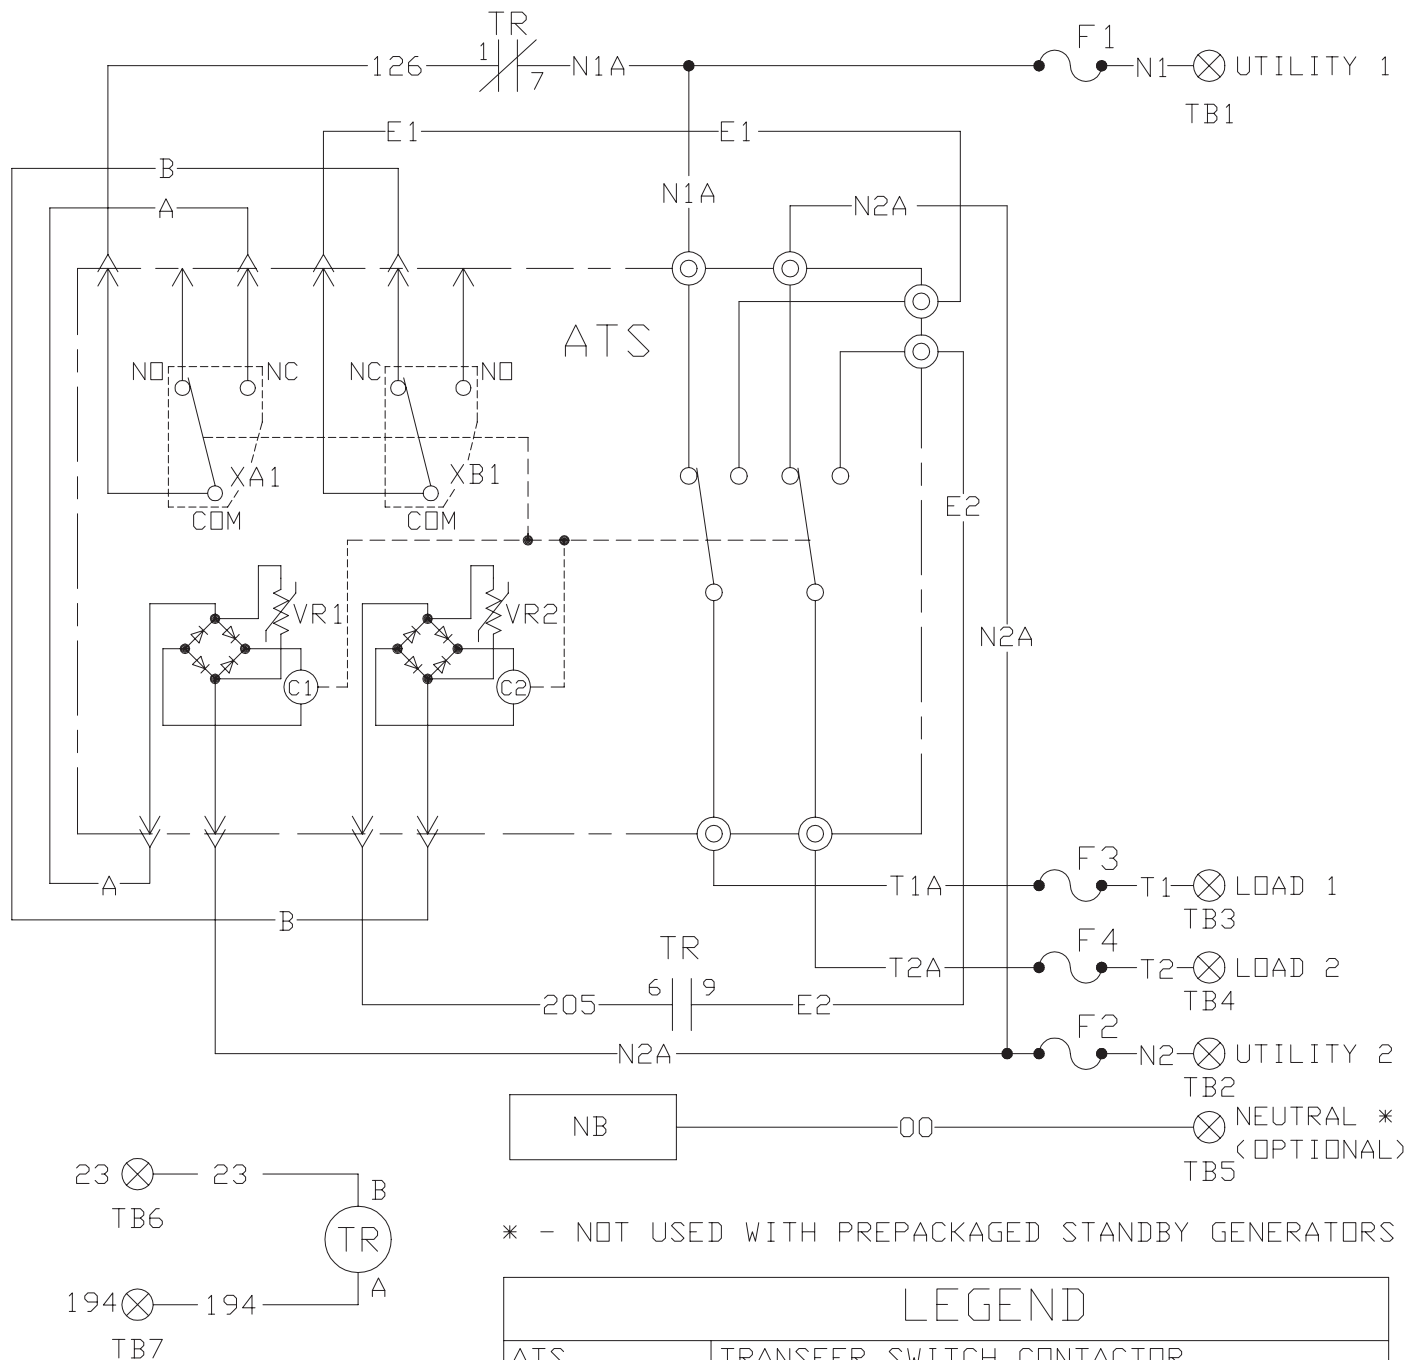 TR
F1
1
126
N1A
7
N1
UTILITY 1
TB1
E1
E1
B
N1A
A
N2A
ATS
NO
NC
NC
NO
XA1
XB1
COM
COM
E2
VR1
VR2
N2A
C1
C2
F3
A
T1A
T1
LOAD 1
TB3
B
F4
TR
T2A
T2
LOAD 2
6
9
TB4
205
E2
F2
N2A
N2
UTILITY 2
TB2
NB
00
NEUTRAL *
(OPTIONAL)
TB5
23
23
B
TB6
TR
* - NOT USED WITH PREPACKAGED STANDBY GENERATORS
A
194
194
TB7
LEGEND
ATS
TRANSFER SWITCH CONTACTOR